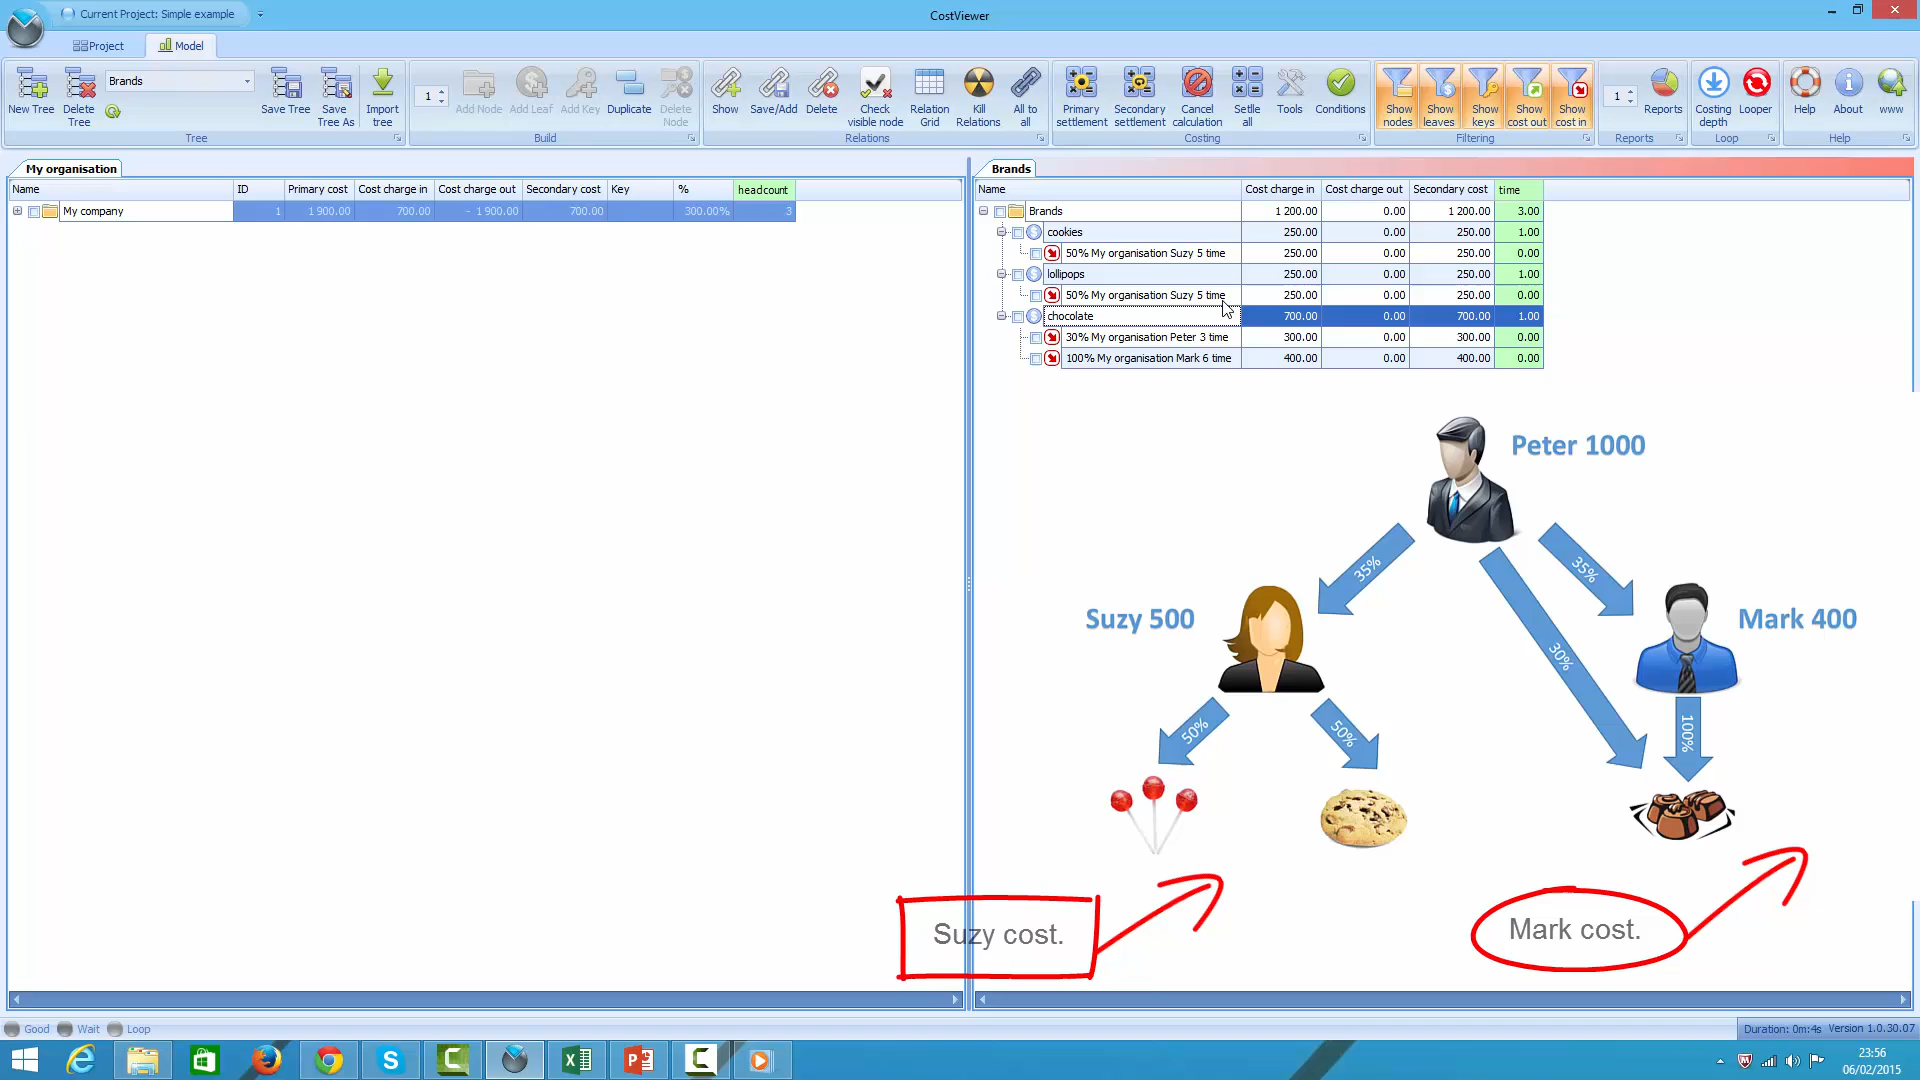 Current Project: Simple example
CostViewer
Project
Model
New Tree
Delete Tree
Brands
Save Tree
Save Tree As
Import tree
Tree
1
Add Node
Add Leaf
Add Key
Duplicate
Delete Node
Build
Show
Save/Add
Delete
Check visible node
Relation Grid
Kill Relations
All to all
Relations
Primary settlement
Secondary settlement
Cancel calculation
Setlle all
Tools
Conditions
Costing
Show nodes
Show leaves
Show keys
Show cost out
Show cost in
Filtering
1
Reports
Reports
Costing depth
Looper
Loop
Help
About
www
Help
My organisation
Name ID Primary cost Cost charge in Cost charge out Secondary cost Key % headcount
My company 1 1 900.00 700.00 - 1 900.00 700.00 300.00% 3
Brands
Name Cost charge in Cost charge out Secondary cost time
Brands 1 200.00 0.00 1 200.00 3.00
cookies 250.00 0.00 250.00 1.00
50% My organisation Suzy 5 time 250.00 0.00 250.00 0.00
lollipops 250.00 0.00 250.00 1.00
50% My organisation Suzy 5 time 250.00 0.00 250.00 0.00
chocolate 700.00 0.00 700.00 1.00
30% My organisation Peter 3 time 300.00 0.00 300.00 0.00
100% My organisation Mark 6 time 400.00 0.00 400.00 0.00
Peter 1000
35%
35%
Suzy 500
Mark 400
30%
50%
50%
100%
Suzy cost.
Mark cost.
Good Wait Loop
Duration: 0m:4s Version 1.0.30.07
23:56
06/02/2015